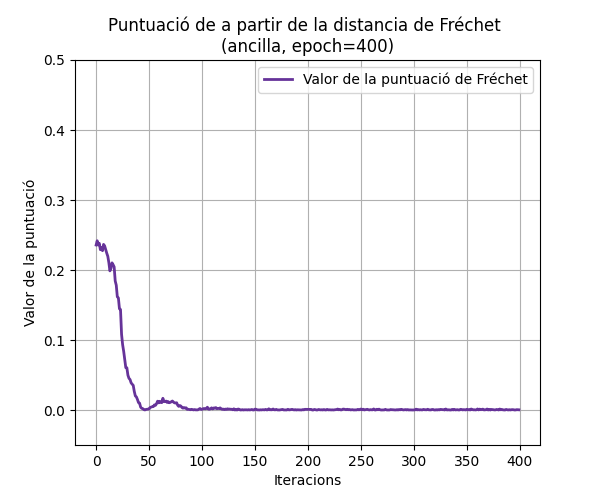 Puntuació de a partir de la distancia de Fréchet
(ancilla, epoch=400)
Valor de la puntuació de Fréchet
0.5
0.4
0.3
0.2
0.1
0.0
Valor de la puntuació
0 50 100 150 200 250 300 350 400
Iteracions